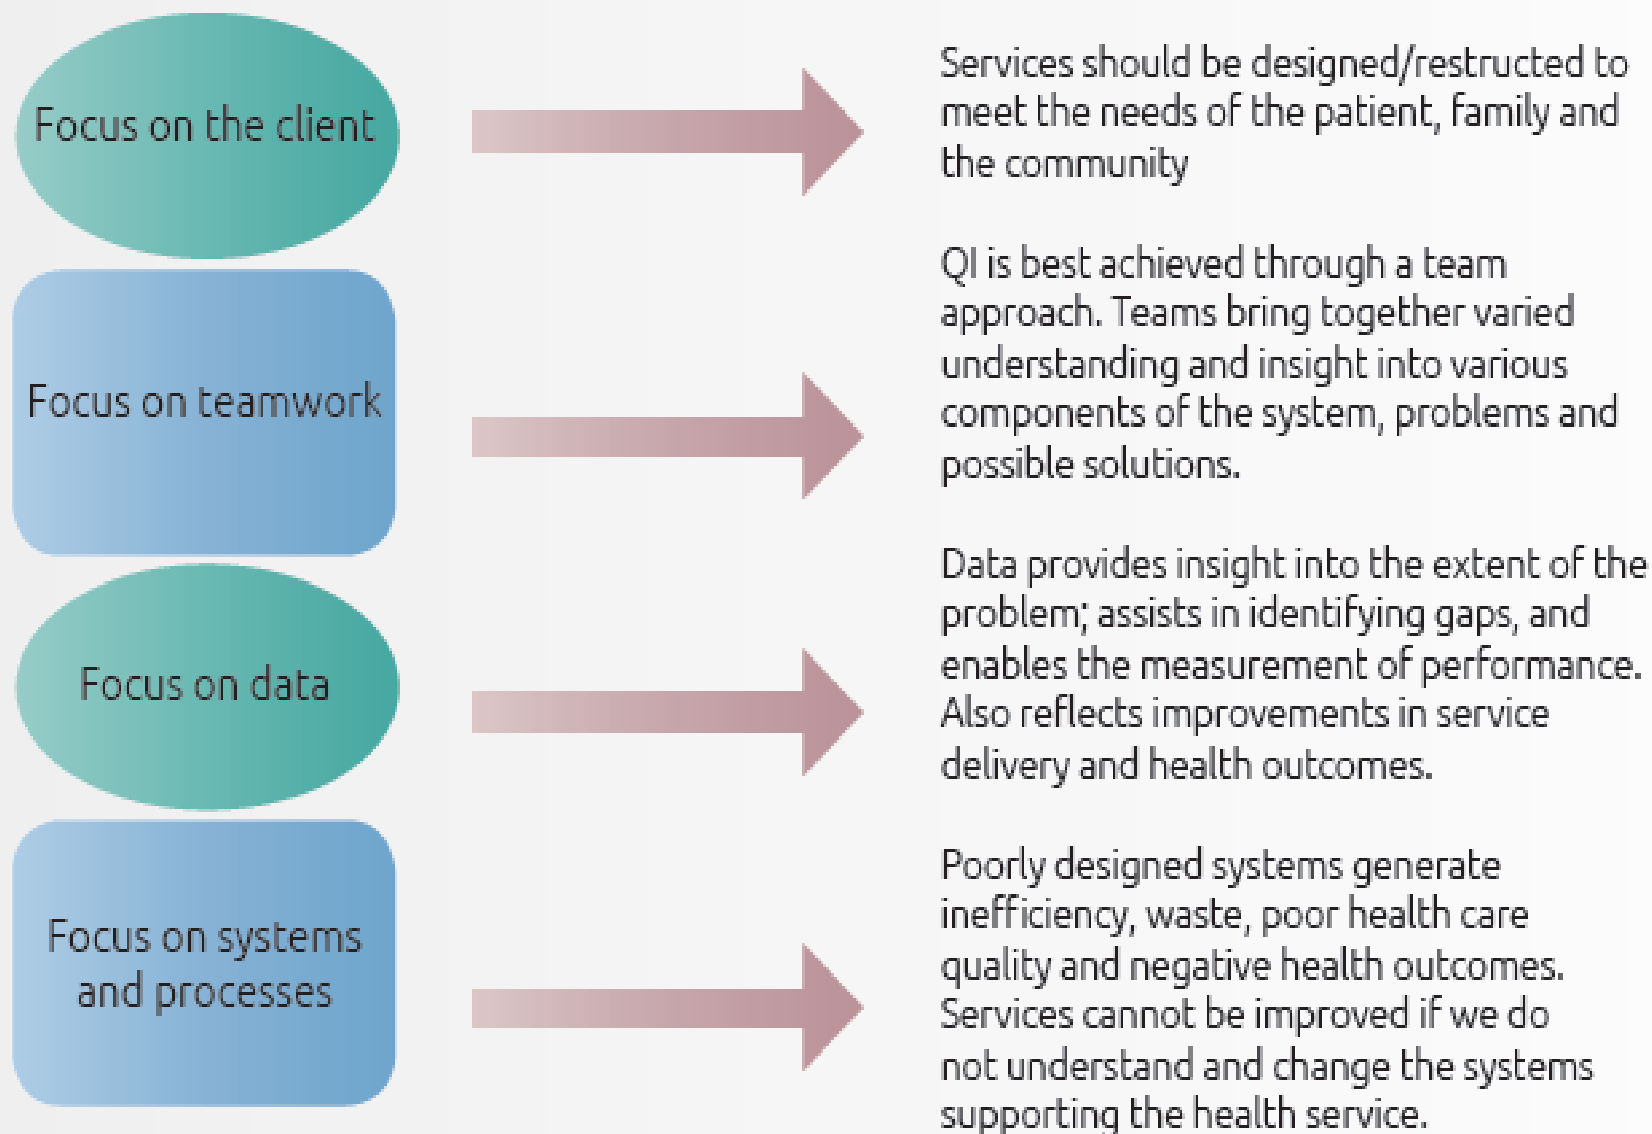 Focus on the client
Services should be designed/restructed to
meet the needs of the patient, family and
the community
Focus on teamwork
QI is best achieved through a team
approach. Teams bring together varied
understanding and insight into various
components of the system, problems and
possible solutions.
Focus on data
Data provides insight into the extent of the
problem; assists in identifying gaps, and
enables the measurement of performance.
Also reflects improvements in service
delivery and health outcomes.
Focus on systems
and processes
Poorly designed systems generate
inefficiency, waste, poor health care
quality and negative health outcomes.
Services cannot be improved if we do
not understand and change the systems
supporting the health service.